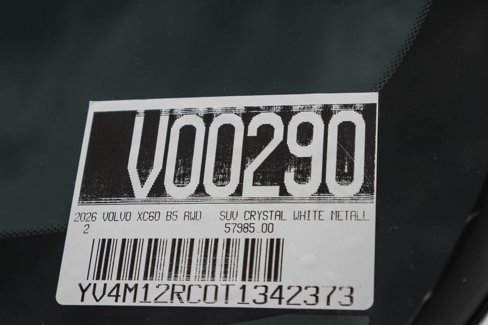 V00290
2026 VOLVO XC60 B5 AWD SUV CRYSTAL WHITE METALL
2 57985.00
YV4M12RC0T1342373